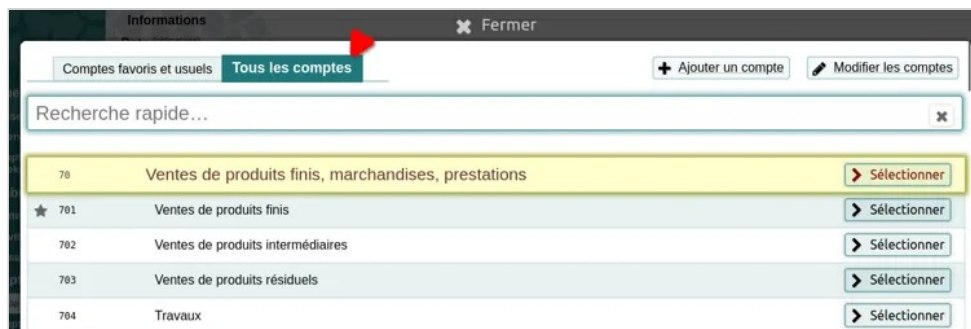 Informations
✖ Fermer
Comptes favoris et usuels Tous les comptes + Ajouter un compte Modifier les comptes
Recherche rapide…
70 Ventes de produits finis, marchandises, prestations Sélectionner
701 Ventes de produits finis Sélectionner
702 Ventes de produits intermédiaires Sélectionner
703 Ventes de produits résiduels Sélectionner
704 Travaux Sélectionner